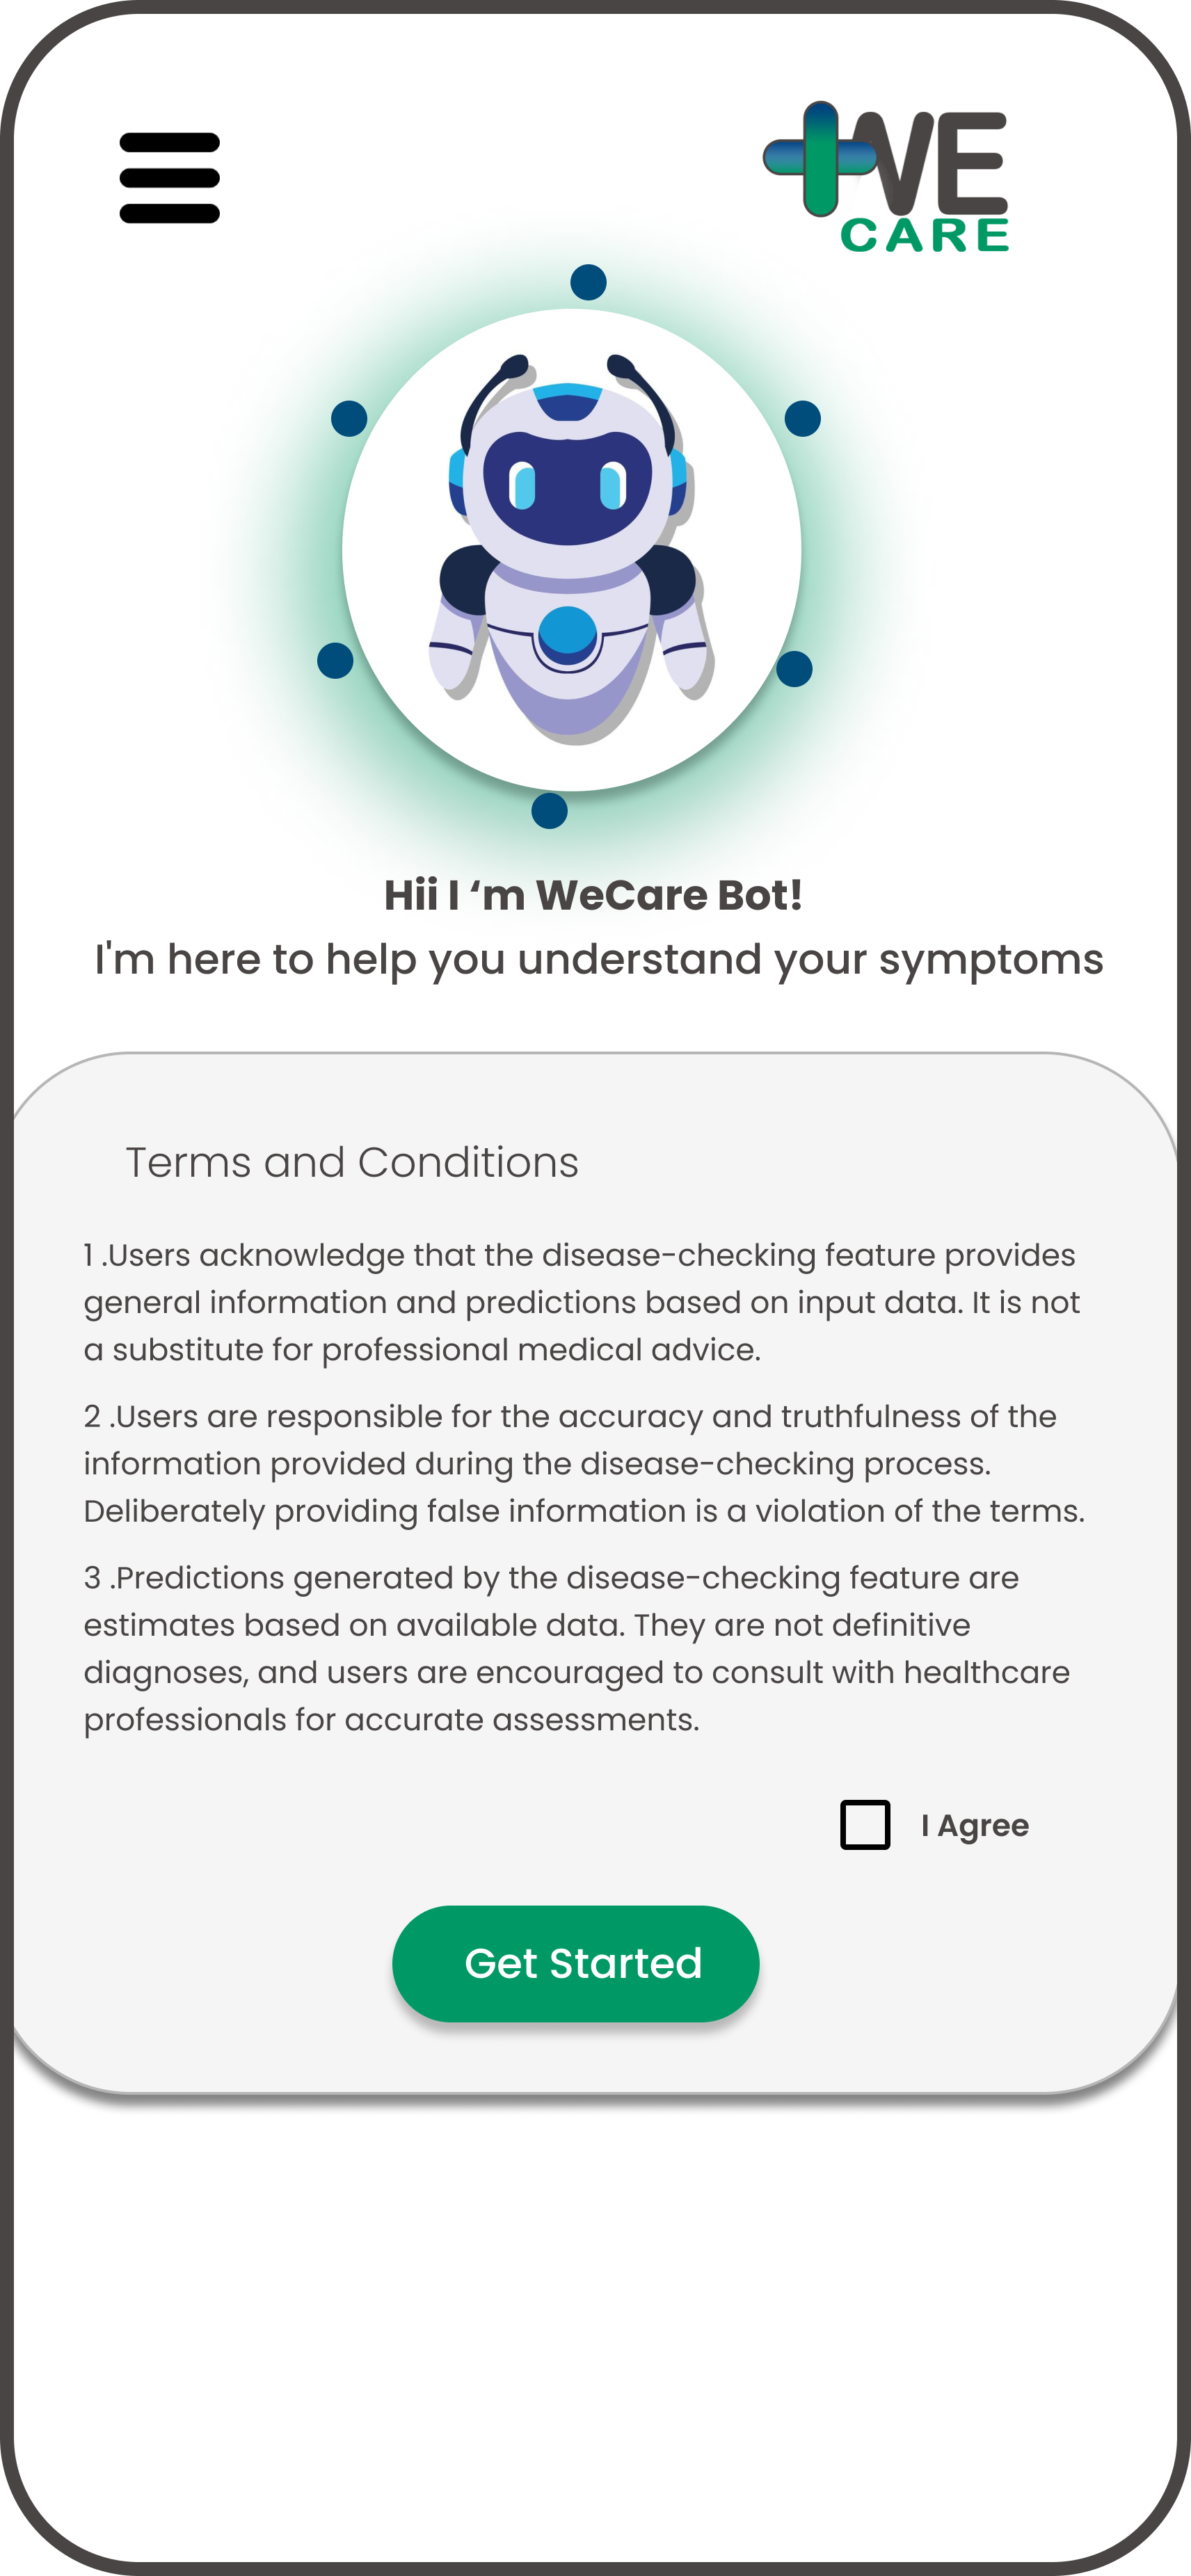 WE
CARE
Hii I ‘m WeCare Bot!
I'm here to help you understand your symptoms
Terms and Conditions
1 .Users acknowledge that the disease-checking feature provides
general information and predictions based on input data. It is not
a substitute for professional medical advice.
2 .Users are responsible for the accuracy and truthfulness of the
information provided during the disease-checking process.
Deliberately providing false information is a violation of the terms.
3 .Predictions generated by the disease-checking feature are
estimates based on available data. They are not definitive
diagnoses, and users are encouraged to consult with healthcare
professionals for accurate assessments.
I Agree
Get Started